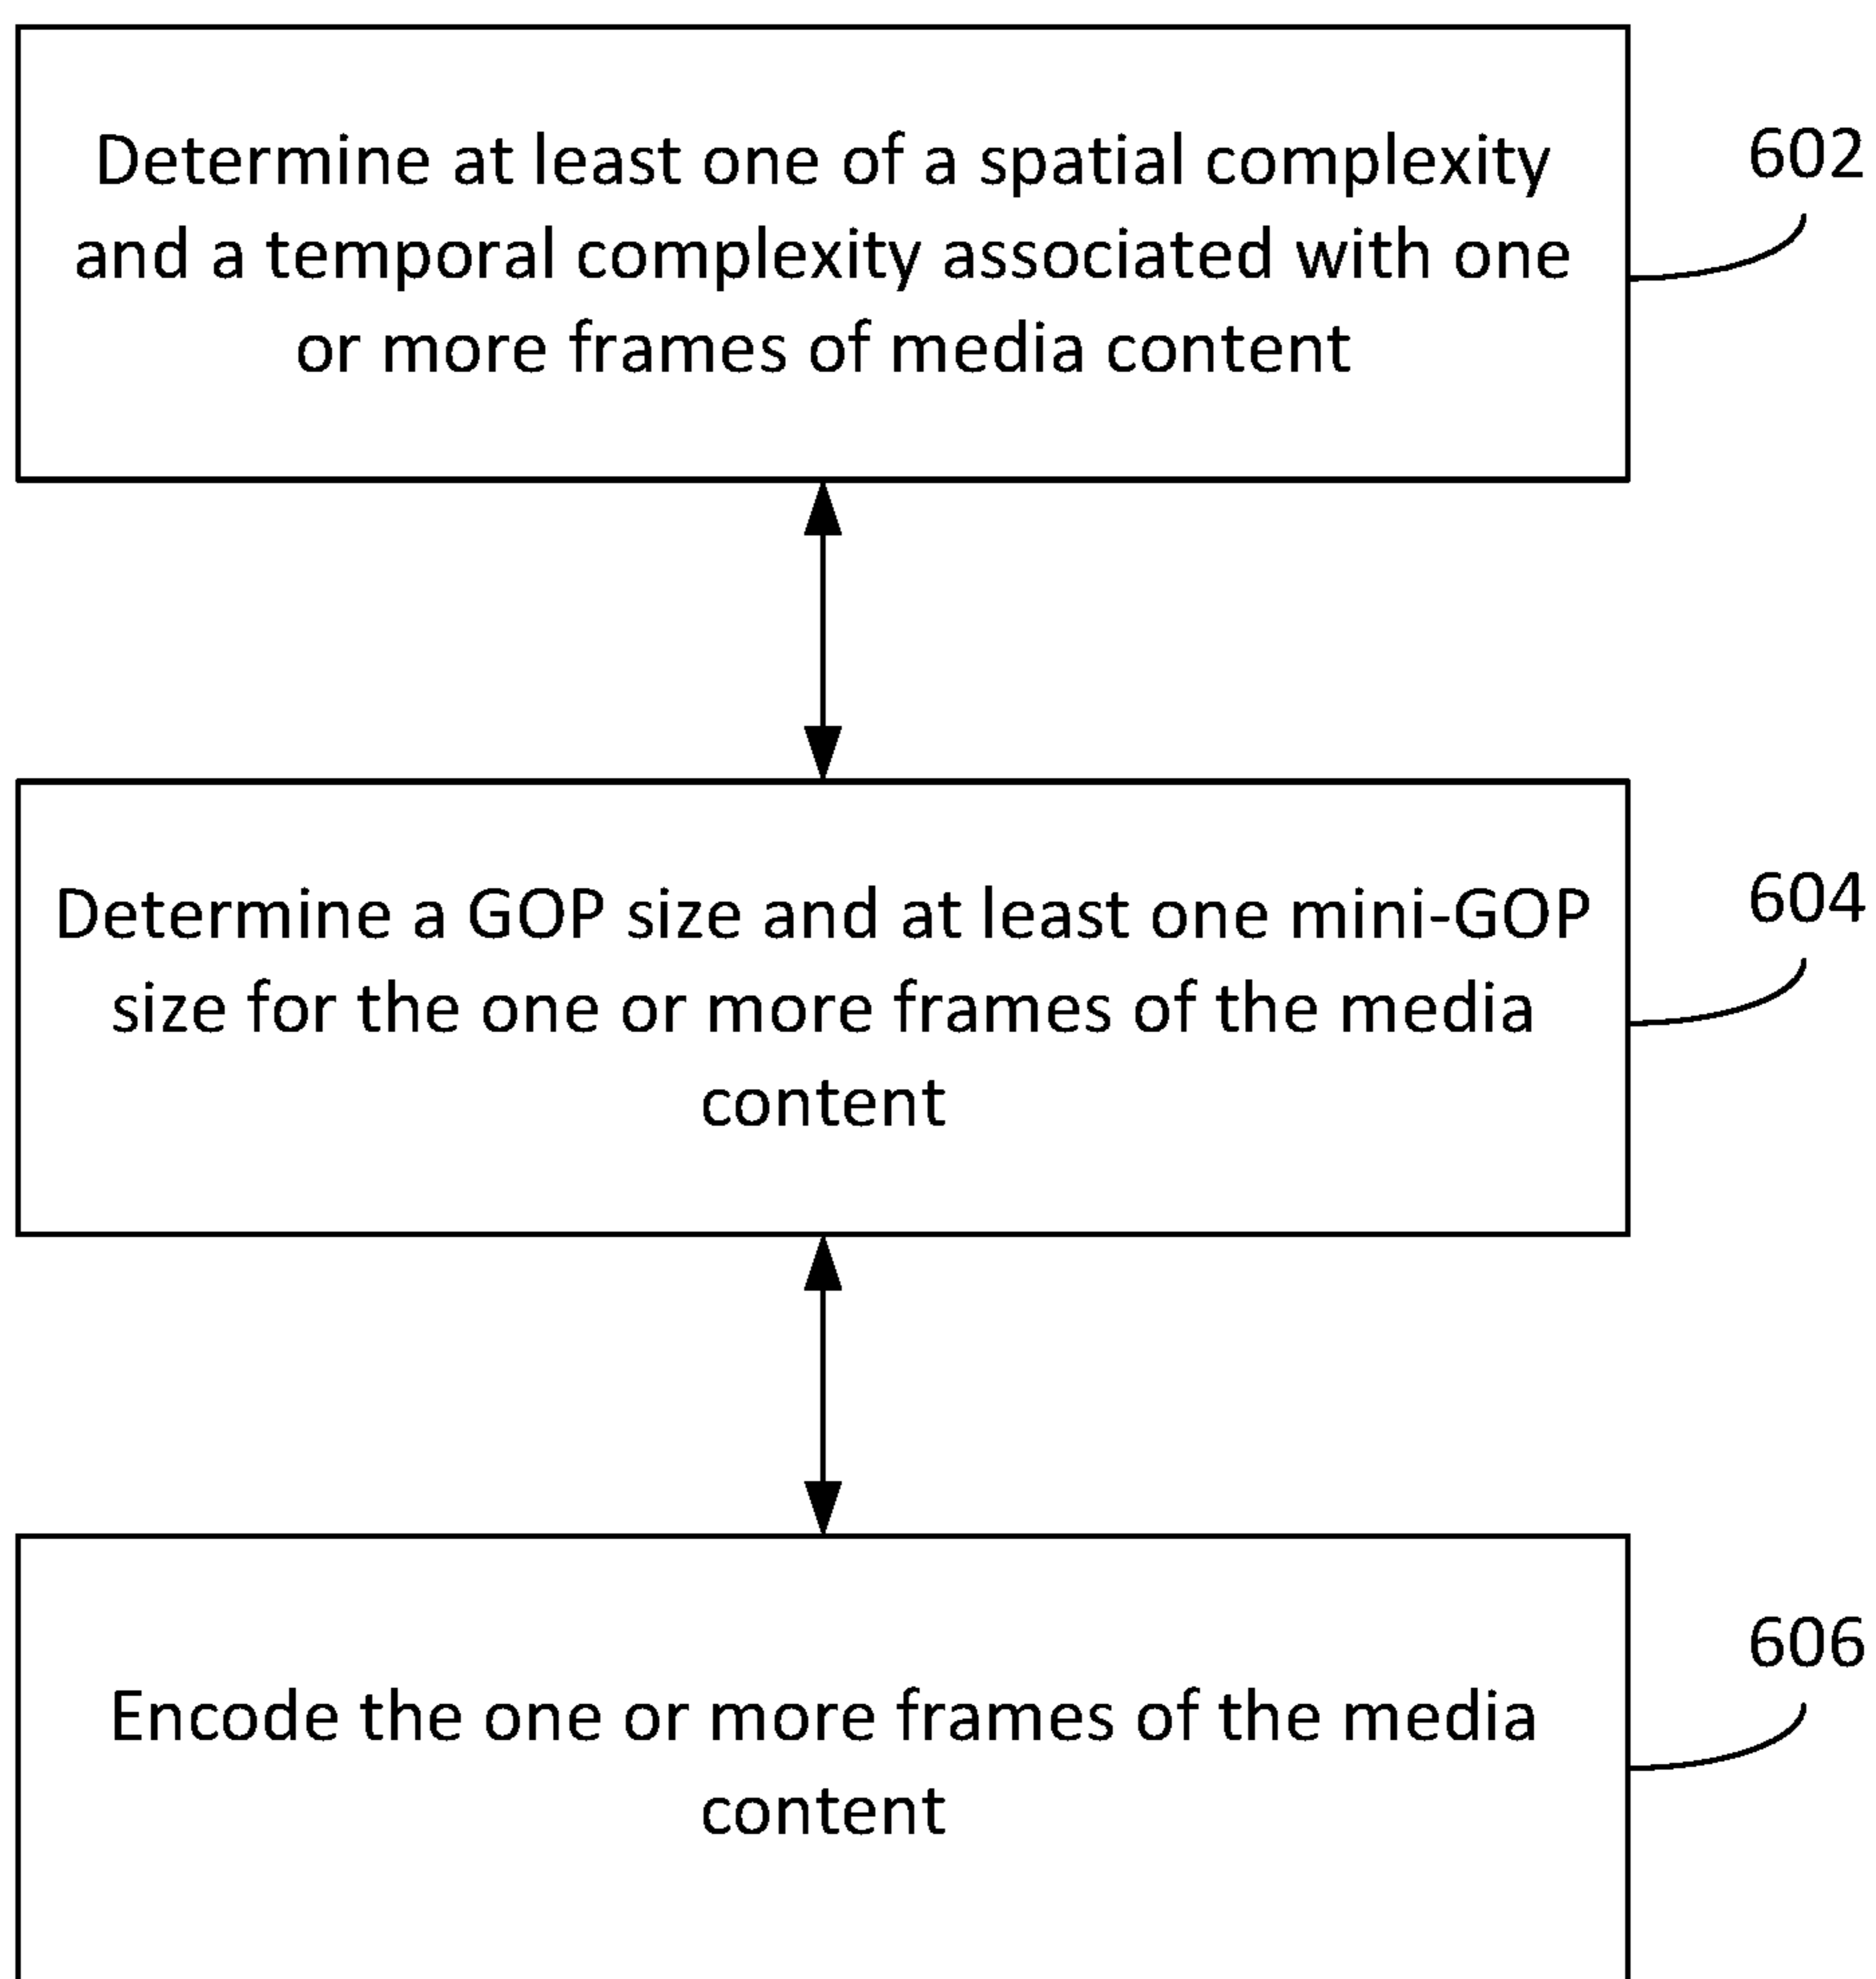 Determine at least one of a spatial complexity
and a temporal complexity associated with one
or more frames of media content
602
Determine a GOP size and at least one mini-GOP
size for the one or more frames of the media
content
604
Encode the one or more frames of the media
content
606